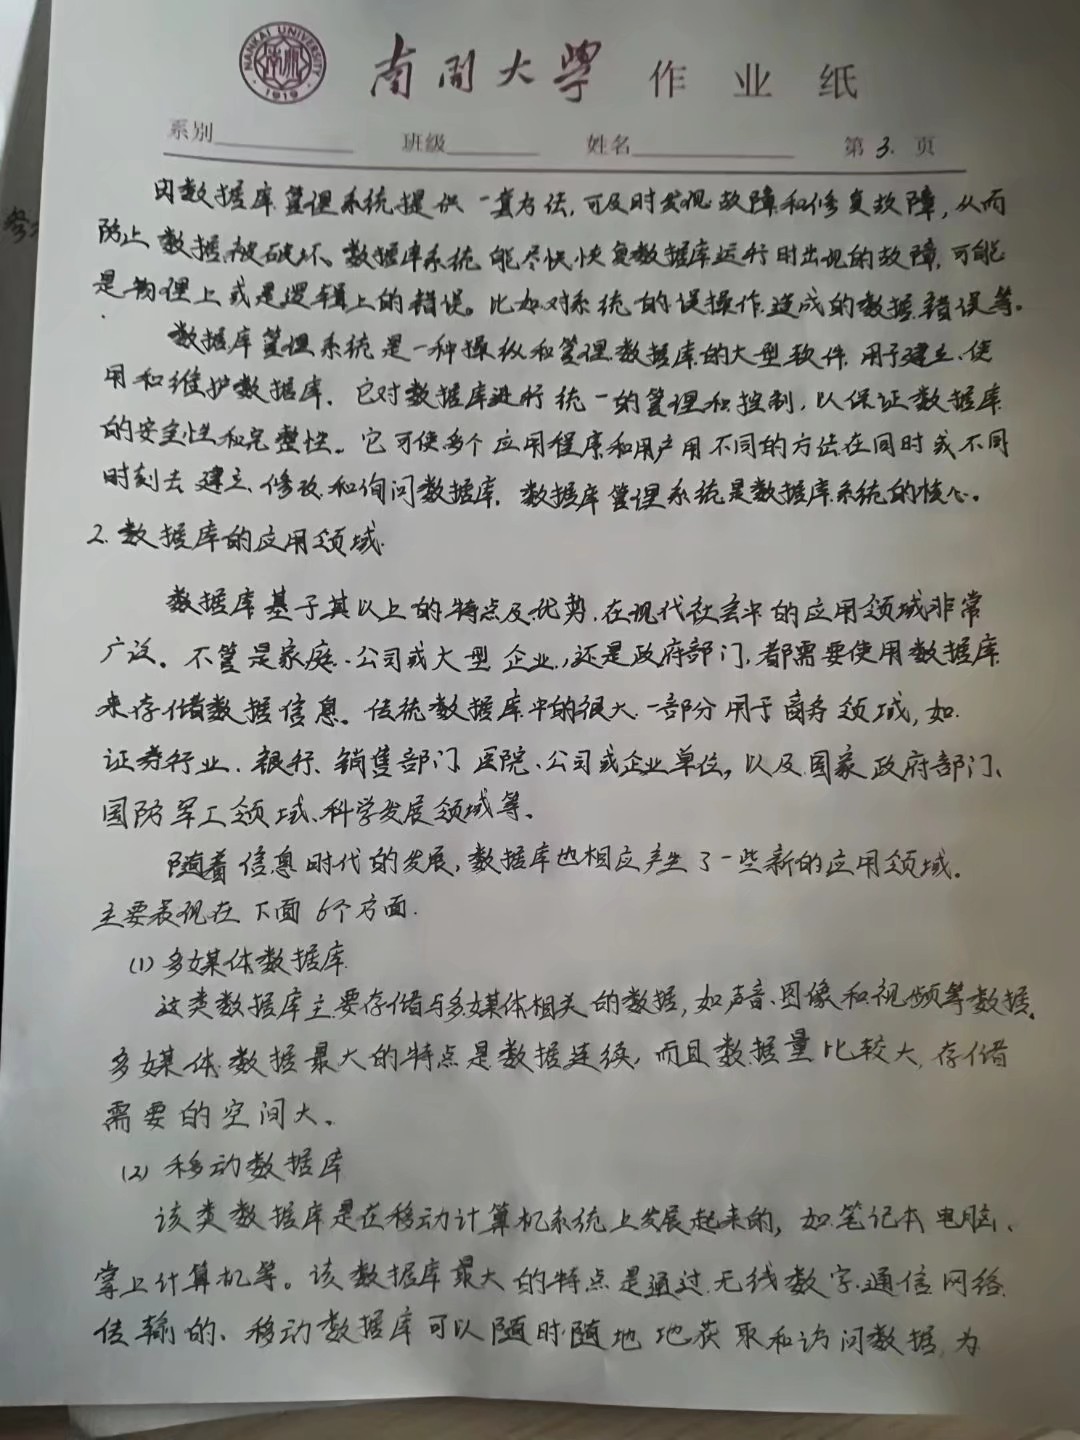 NANKAI UNIVERSITY
1919
南开大学 作业纸
系别 班级 姓名 第 3. 页
因数据库管理系统提供一套方法,可及时发现故障和修复故障,从而
防止数据被破坏、数据库系统能尽快恢复数据库运行时出现的故障,可能
是物理上或是逻辑上的错误。比如对系统的误操作造成的数据错误等。
数据库管理系统是一种操纵和管理数据库的大型软件,用于建立、使
用和维护数据库.它对数据库进行统一的管理和控制,以保证数据库
的安全性和完整性。它可使多个应用程序和用户用不同的方法在同时或不同
时刻去建立、修改和询问数据库.数据库管理系统是数据库系统的核心。
2.数据库的应用领域.
数据库基于其以上的特点及优势,在现代社会中的应用领域非常
广泛。不管是家庭、公司或大型企业,还是政府部门,都需要使用数据库
来存储数据信息。传统数据库中的很大一部分用于商务领域,如
证券行业、银行、销售部门、医院、公司或企业单位,以及国家政府部门、
国防军工领域、科学发展领域等。
随着信息时代的发展,数据库也相应产生了一些新的应用领域.
主要表现在下面6个方面.
(1)多媒体数据库
这类数据库主要存储与多媒体相关的数据,如声音、图像和视频等数据.
多媒体数据最大的特点是数据连续,而且数据量比较大,存储
需要的空间大.
(2)移动数据库
该类数据库是在移动计算机系统上发展起来的,如笔记本电脑、
掌上计算机等。该数据库最大的特点是通过无线数字通信网络
传输的、移动数据库可以随时随地地获取和访问数据,为